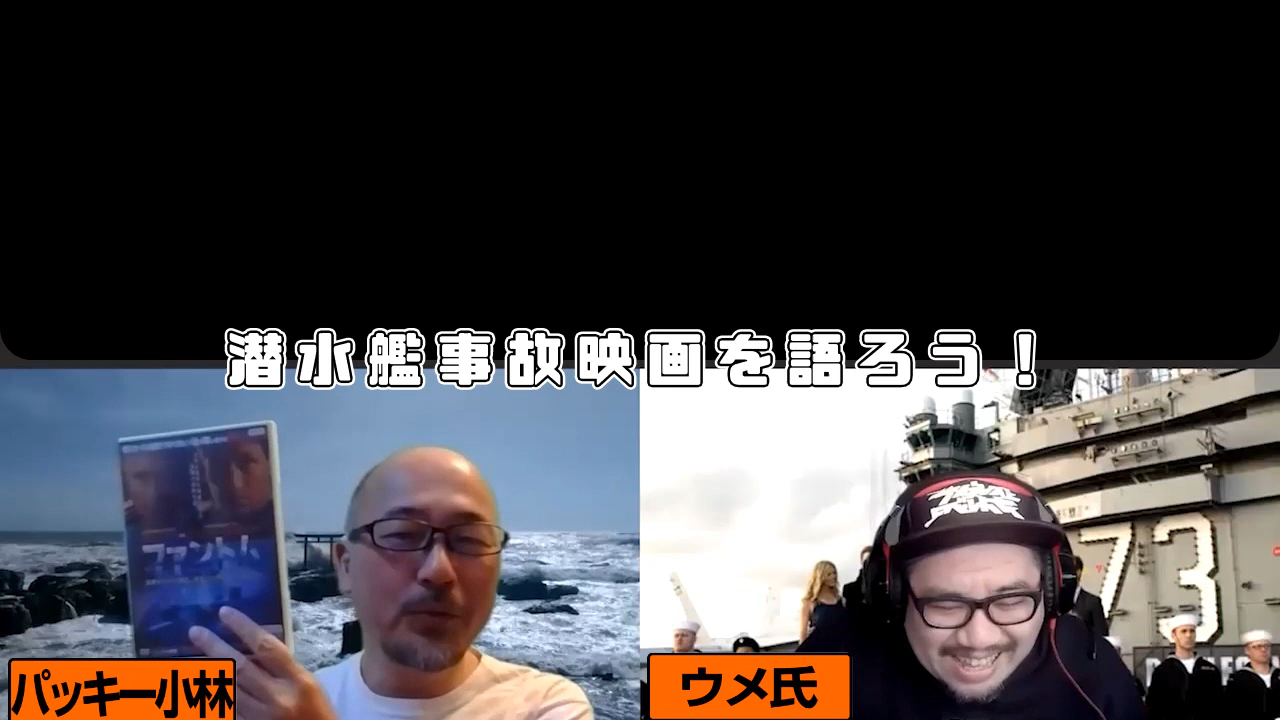 潜水艦事故映画を語ろう！
ファントム
73
パッキー小林
ウメ氏